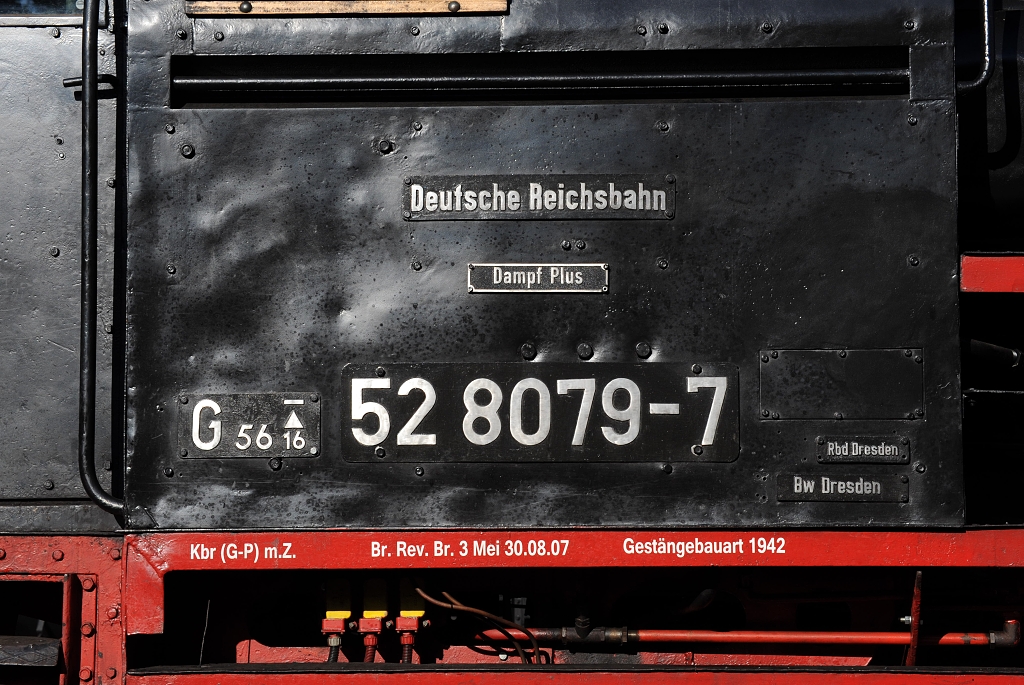 Deutsche Reichsbahn
Dampf Plus
G 56 16
52 8079-7
Rbd Dresden
Bw Dresden
Kbr (G-P) m.Z.
Br. Rev. Br. 3 Mei 30.08.07
Gestängebauart 1942